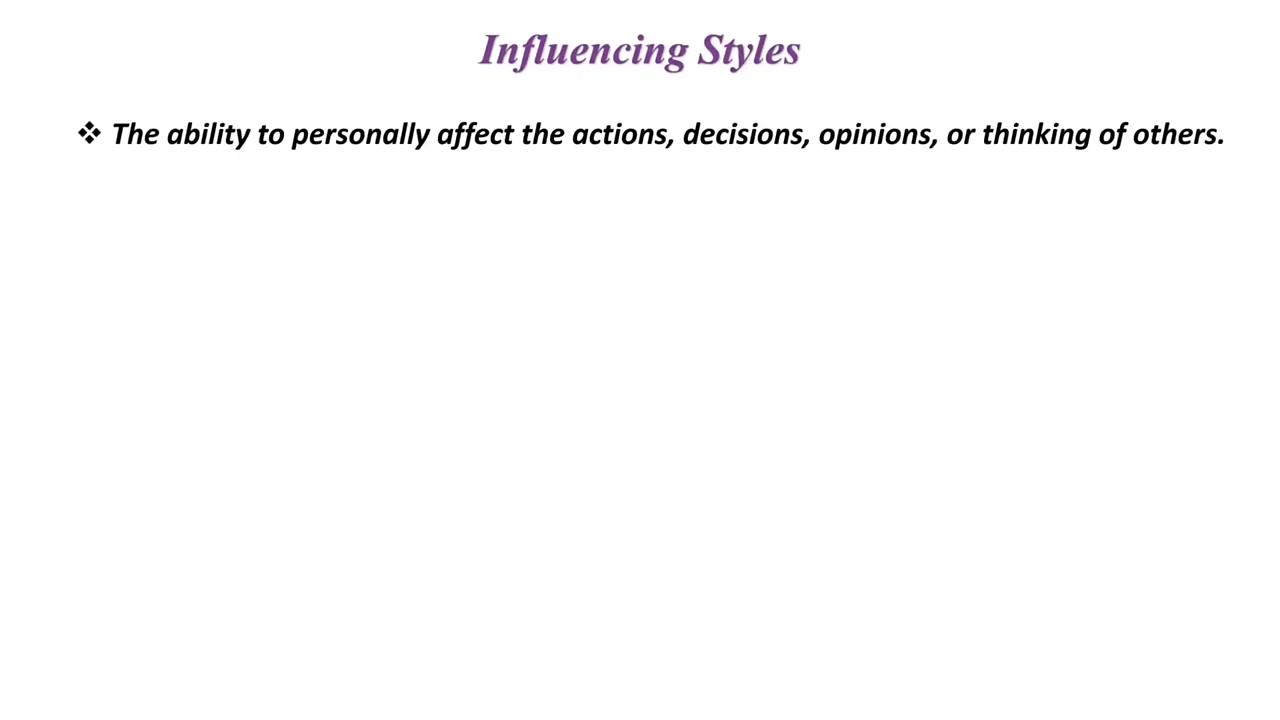 Influencing Styles
❖ The ability to personally affect the actions, decisions, opinions, or thinking of others.